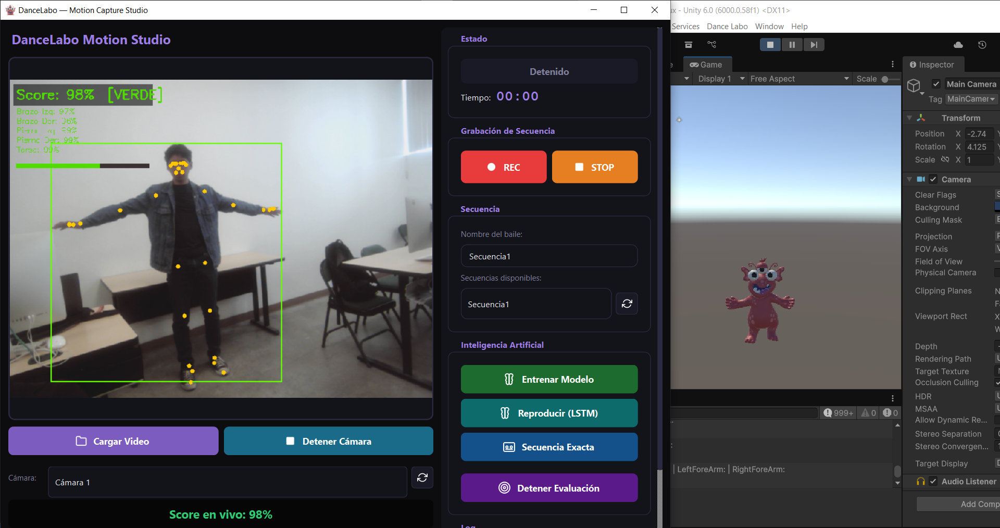 DanceLabo — Motion Capture Studio
DanceLabo Motion Studio
Score: 98% [VERDE]
Brazo Izq: 97%
Brazo Der: 96%
Pierna Izq: 99%
Pierna Der: 99%
Torso: 99%
Cargar Video
Detener Cámara
Cámara:
Cámara 1
Score en vivo: 98%
Estado
Detenido
Tiempo: 00:00
Grabación de Secuencia
REC
STOP
Secuencia
Nombre del baile:
Secuencia1
Secuencias disponibles:
Secuencia1
Inteligencia Artificial
Entrenar Modelo
Reproducir (LSTM)
Secuencia Exacta
Detener Evaluación
Log
- Unity 6.0 (6000.0.58f1) <DX11>
Services Dance Labo Window Help
Game
Display 1 Free Aspect Scale
999+ 0 0
| LeftForeArm: | RightForeArm:
Inspector
Main Camera
Tag MainCamer
Transform
Position X -2.74
Rotation X 4.125
Scale X 1
Camera
Clear Flags
Background
Culling Mask
Projection
FOV Axis
Field of View
Physical Camera
Clipping Planes
Viewport Rect X
W
Depth
Rendering Path
Target Texture
Occlusion Culling
HDR
MSAA
Allow Dynamic Re...
Stereo Separation
Stereo Convergen...
Target Display
Audio Listener
Add Comp